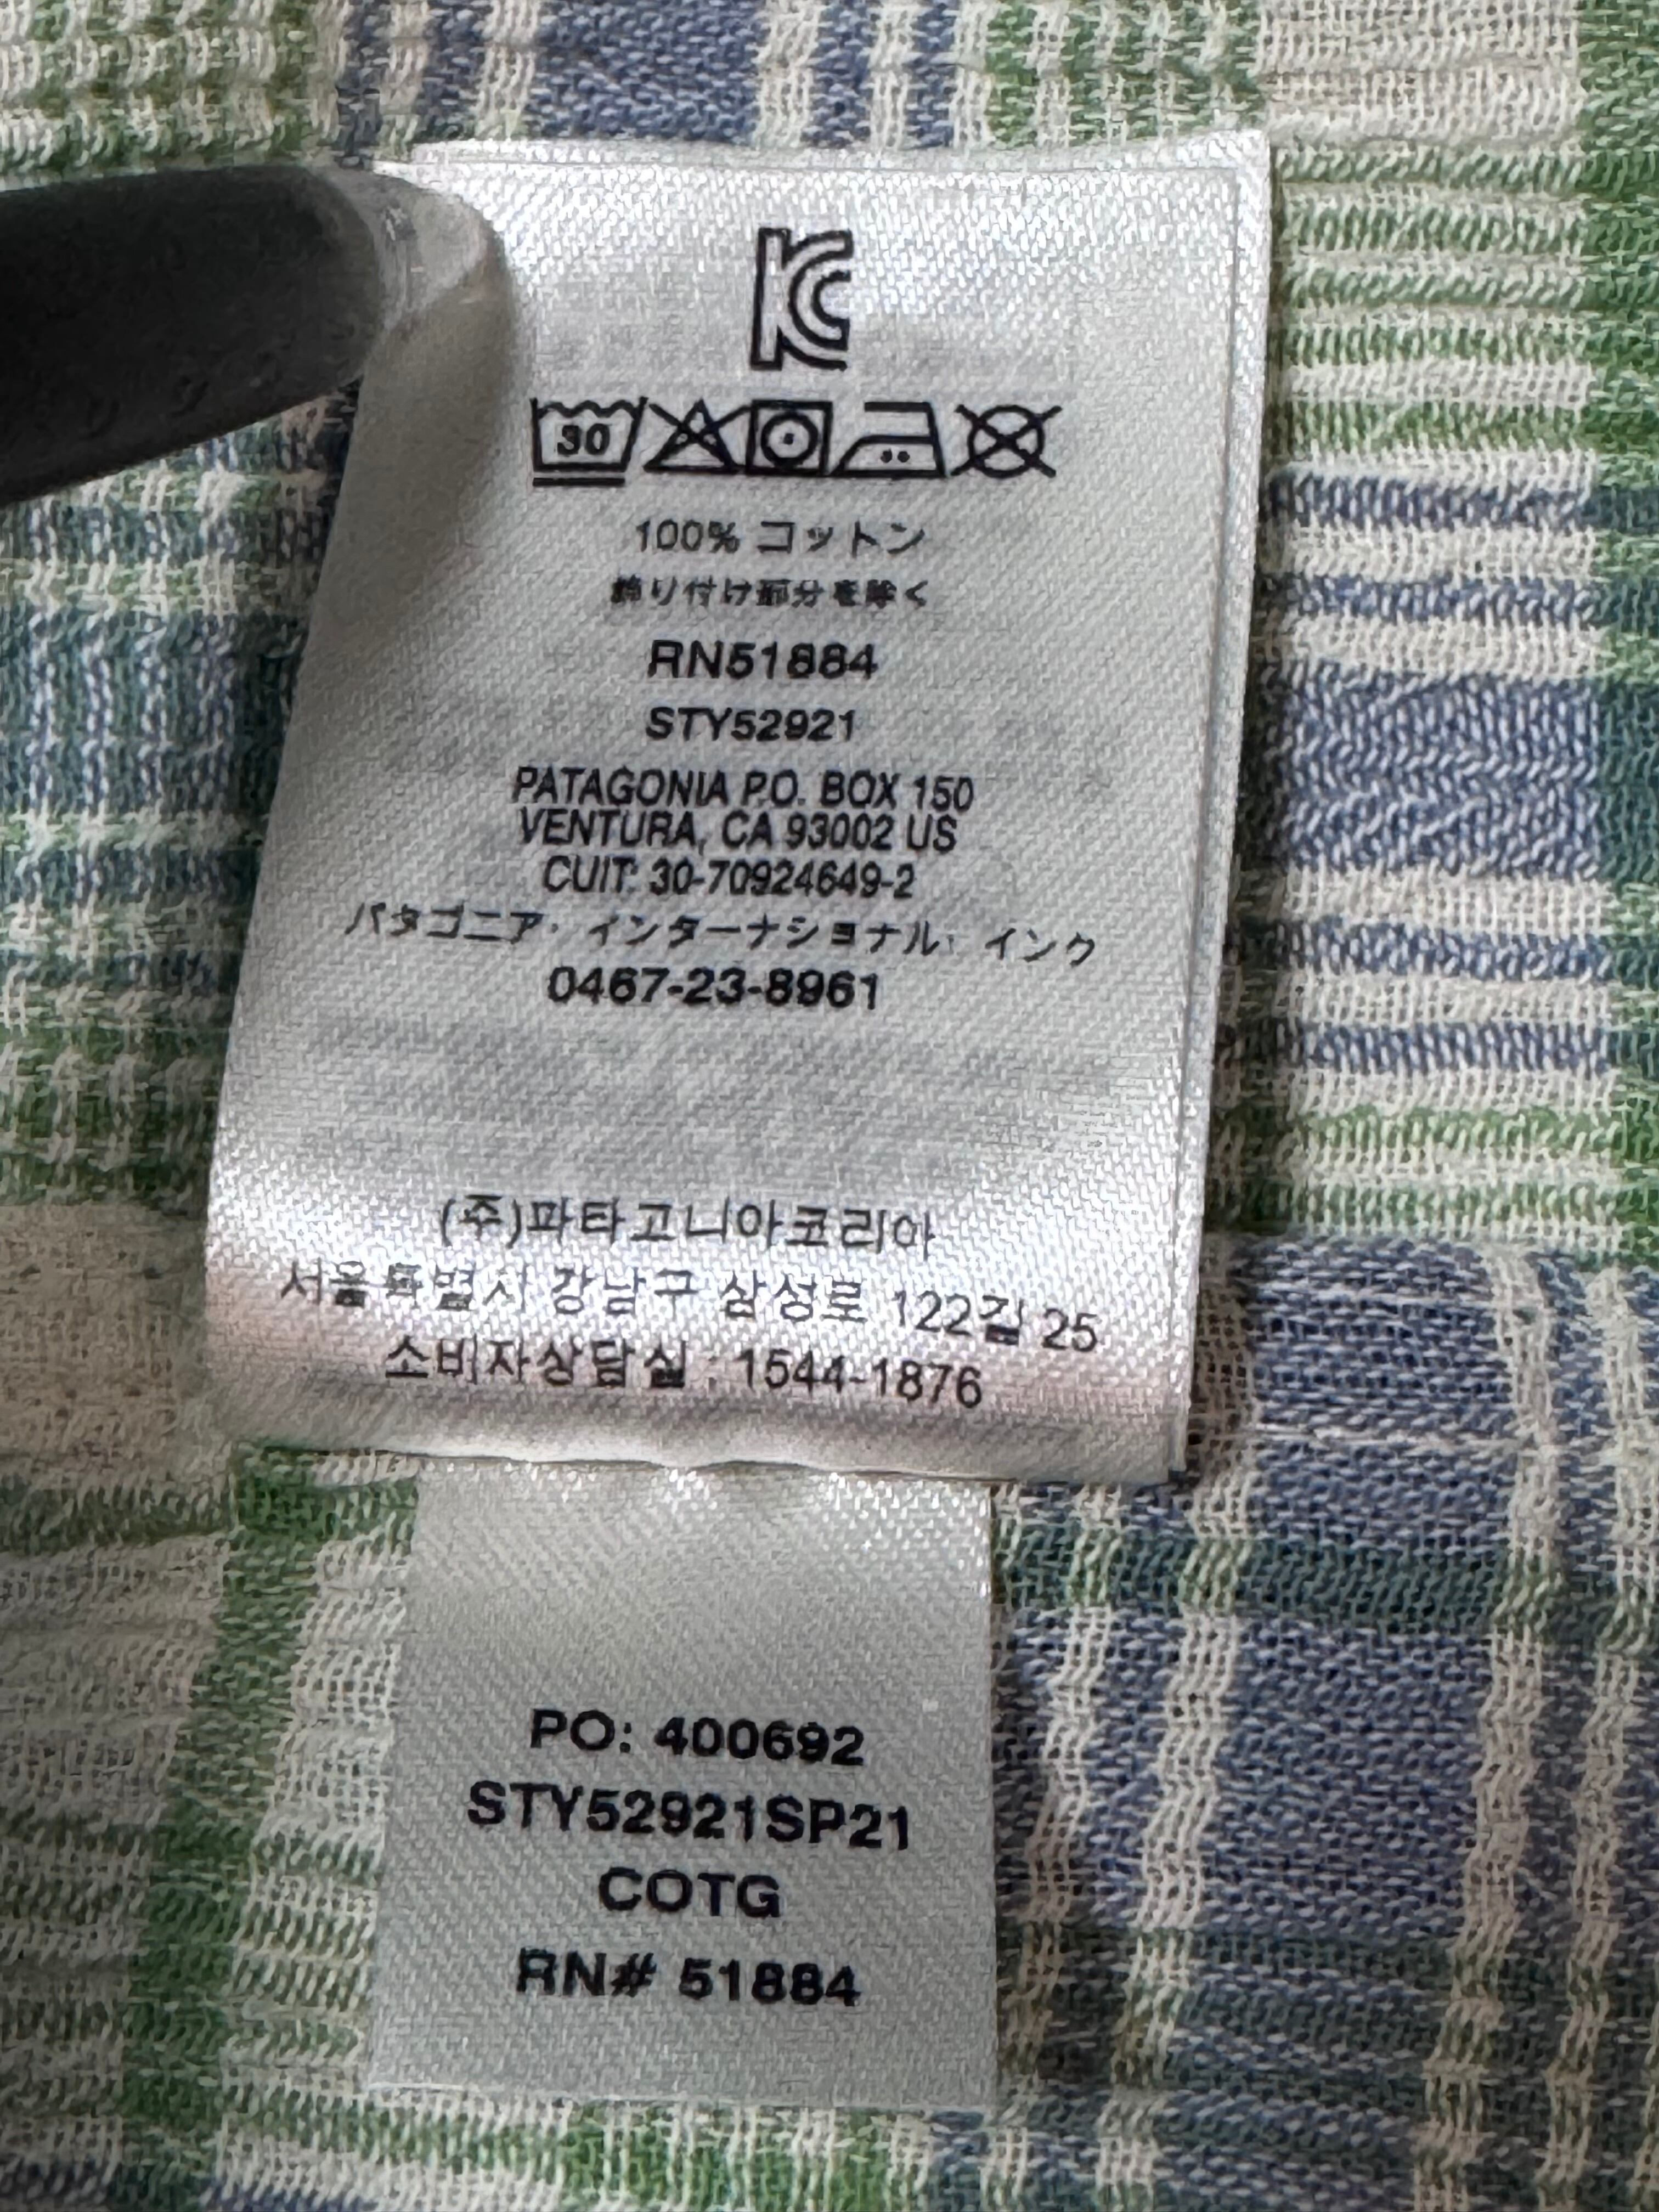 KC
30
100% コットン
飾り付け部分を除く
RN51884
STY52921
PATAGONIA P.O. BOX 150
VENTURA, CA 93002 US
CUIT: 30-70924649-2
パタゴニア・インターナショナル・インク
0467-23-8961
(주)파타고니아코리아
서울특별시 강남구 삼성로 122길 25
소비자상담실 : 1544-1876
PO: 400692
STY52921SP21
COTG
RN# 51884